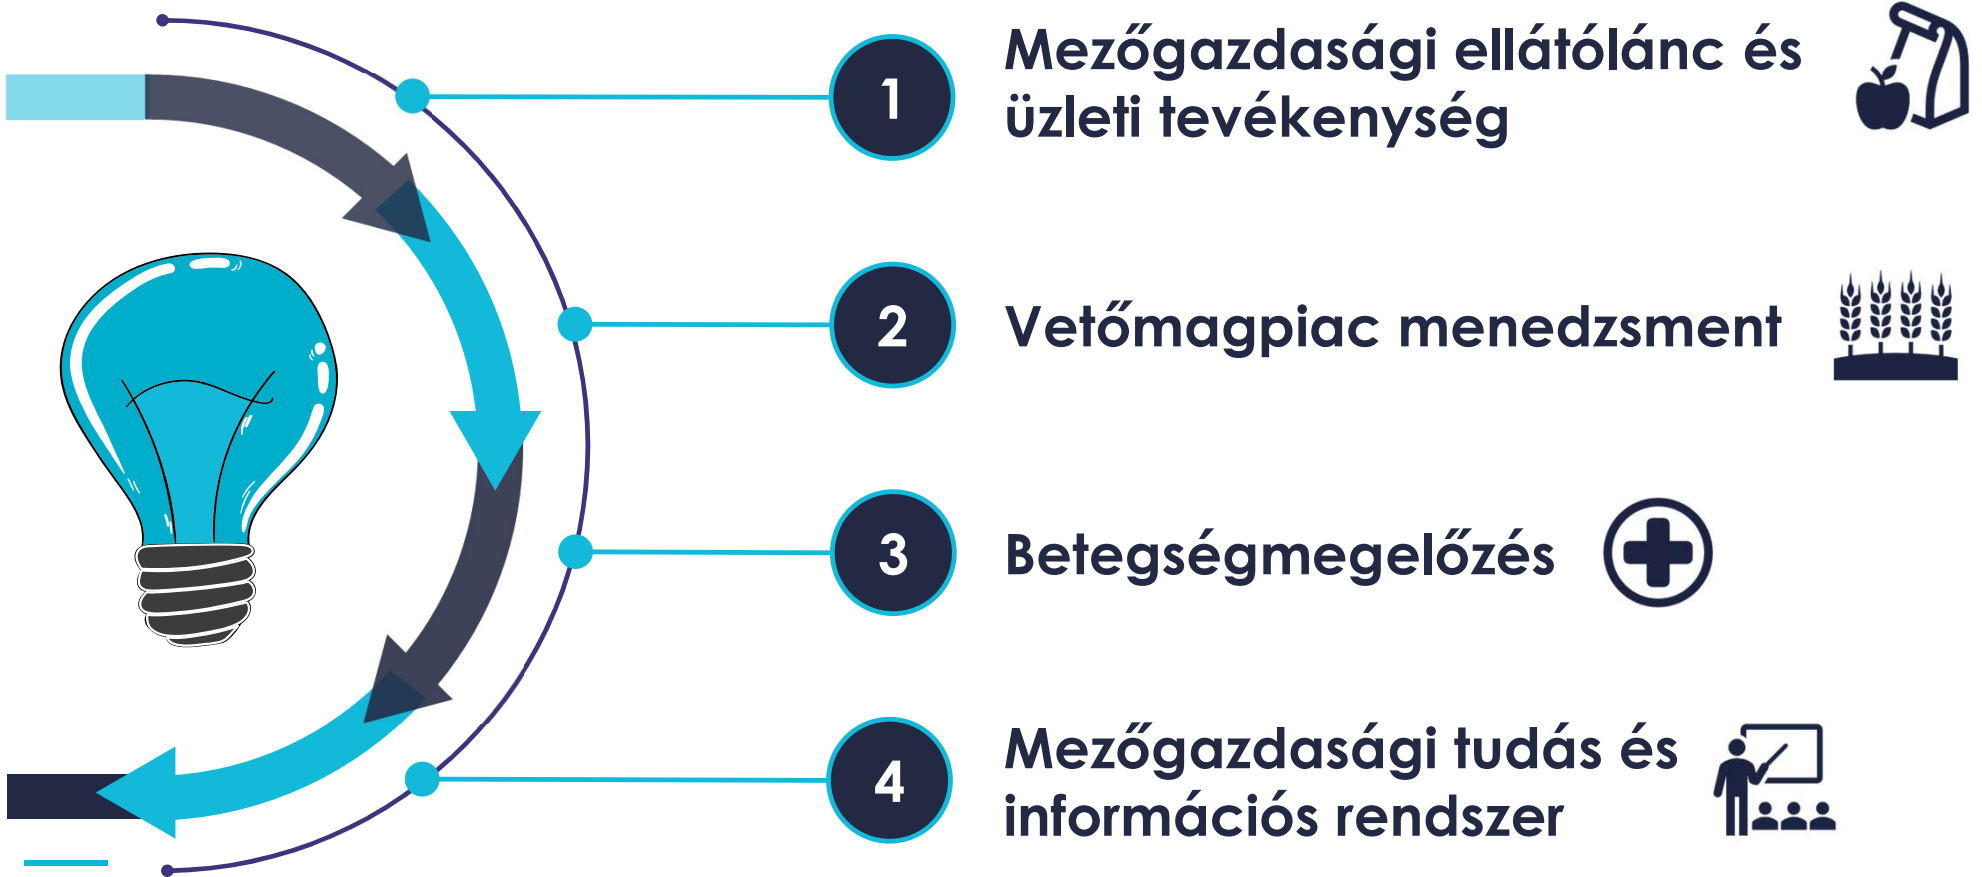 1
Mezőgazdasági ellátólánc és
üzleti tevékenység
2
Vetőmagpiac menedzsment
3
Betegségmegelőzés
4
Mezőgazdasági tudás és
információs rendszer